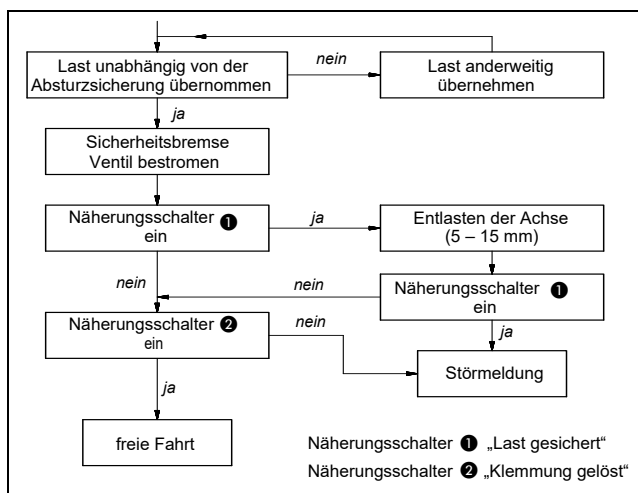 Last unabhängig von der
Absturzsicherung übernommen
nein
Last anderweitig
übernehmen
ja
Sicherheitsbremse
Ventil bestromen
Näherungsschalter ❶
ein
ja
Entlasten der Achse
(5 – 15 mm)
nein
nein
Näherungsschalter ❶
ein
Näherungsschalter ❷
ein
nein
ja
Störmeldung
ja
freie Fahrt
Näherungsschalter ❶ „Last gesichert“
Näherungsschalter ❷ „Klemmung gelöst“